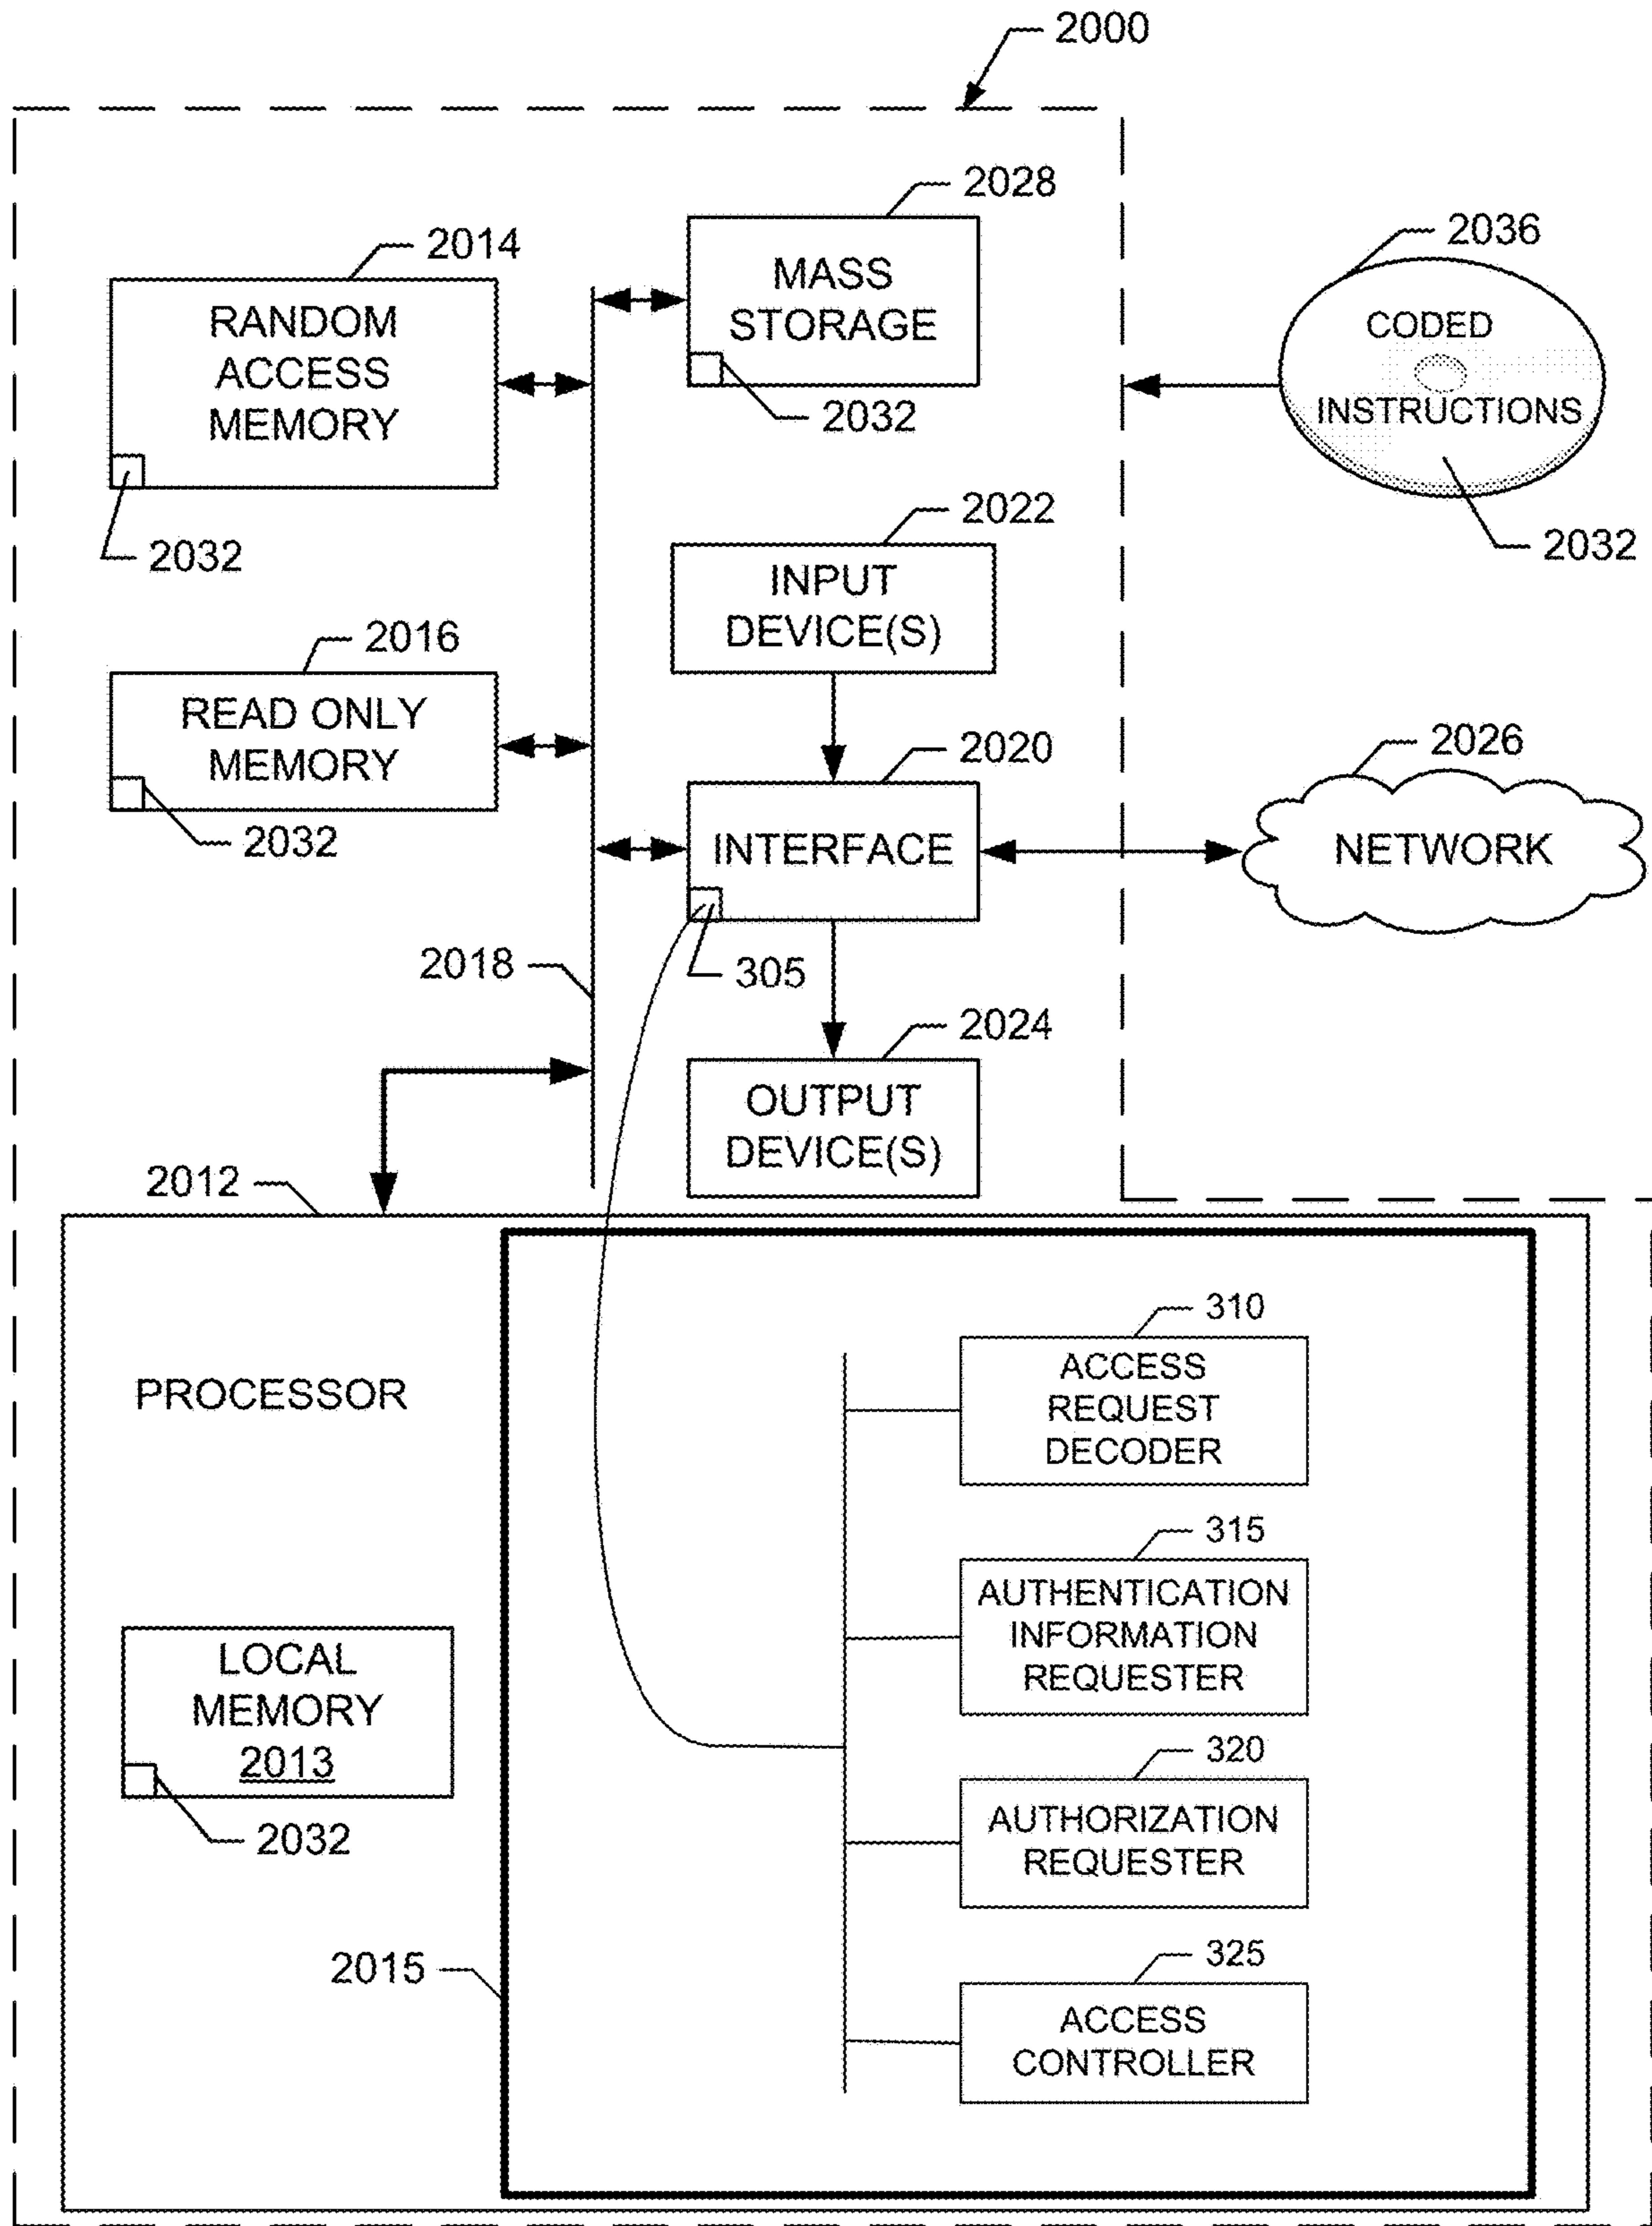 2000
2028
MASS
STORAGE
2032
2014
RANDOM
ACCESS
MEMORY
2032
2036
CODED
INSTRUCTIONS
2032
2022
INPUT
DEVICE(S)
2016
READ ONLY
MEMORY
2032
2020
INTERFACE
305
2026
NETWORK
2018
2024
OUTPUT
DEVICE(S)
2012
PROCESSOR
310
ACCESS
REQUEST
DECODER
315
AUTHENTICATION
INFORMATION
REQUESTER
LOCAL
MEMORY
2013
2032
320
AUTHORIZATION
REQUESTER
2015
325
ACCESS
CONTROLLER